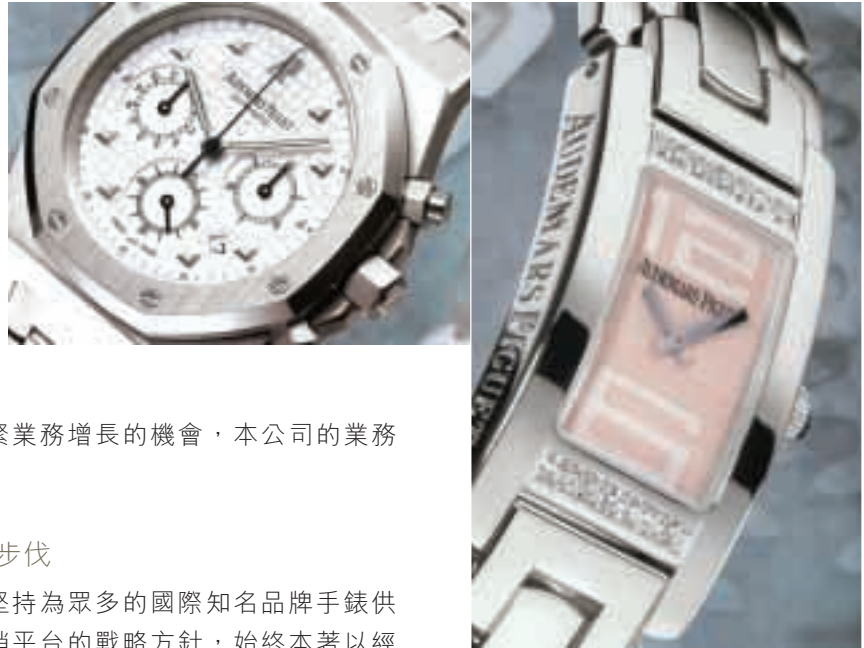 AUDEMARS PIGUET
AUDEMARS PIGUET
AUDEMARS PIGUET
緊業務增長的機會，本公司的業務
步伐
堅持為眾多的國際知名品牌手錶供
銷平台的戰略方針，始終本著以經